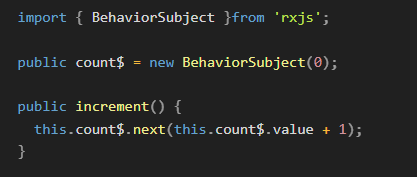 import { BehaviorSubject }from 'rxjs';
public count$ = new BehaviorSubject(0);
public increment() {
this.count$.next(this.count$.value + 1);
}